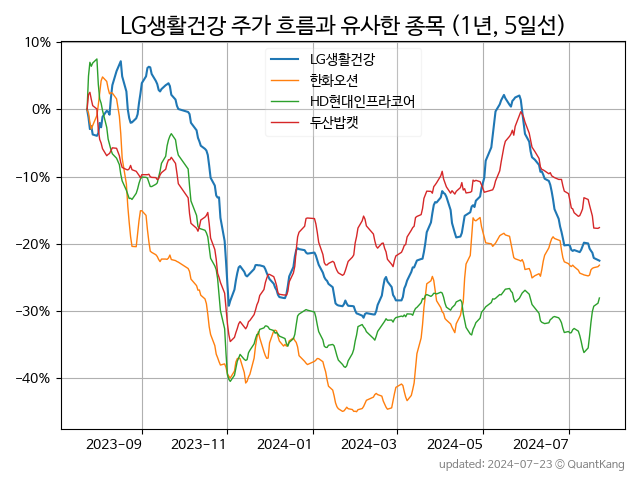 LG생활건강 주가 흐름과 유사한 종목 (1년, 5일선)
LG생활건강
한화오션
HD현대인프라코어
두산밥캣
10%
0%
−10%
−20%
−30%
−40%
2023-09
2023-11
2024-01
2024-03
2024-05
2024-07
updated: 2024-07-23 © QuantKang